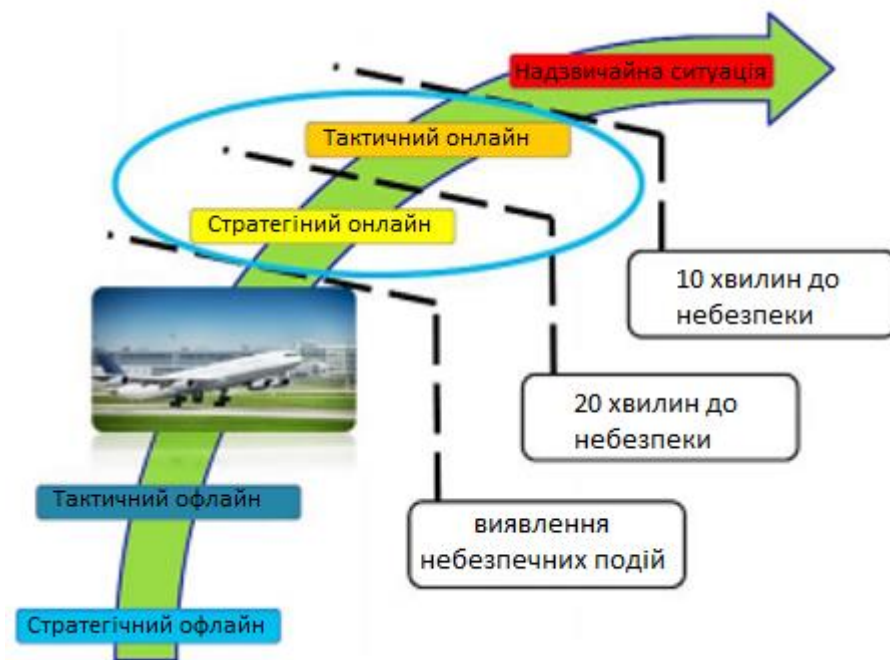 Надзвичайна ситуація
Тактичний онлайн
Стратегіний онлайн
10 хвилин до
небезпеки
20 хвилин до
небезпеки
Тактичний офлайн
виявлення
небезпечних подій
Стратегічний офлайн